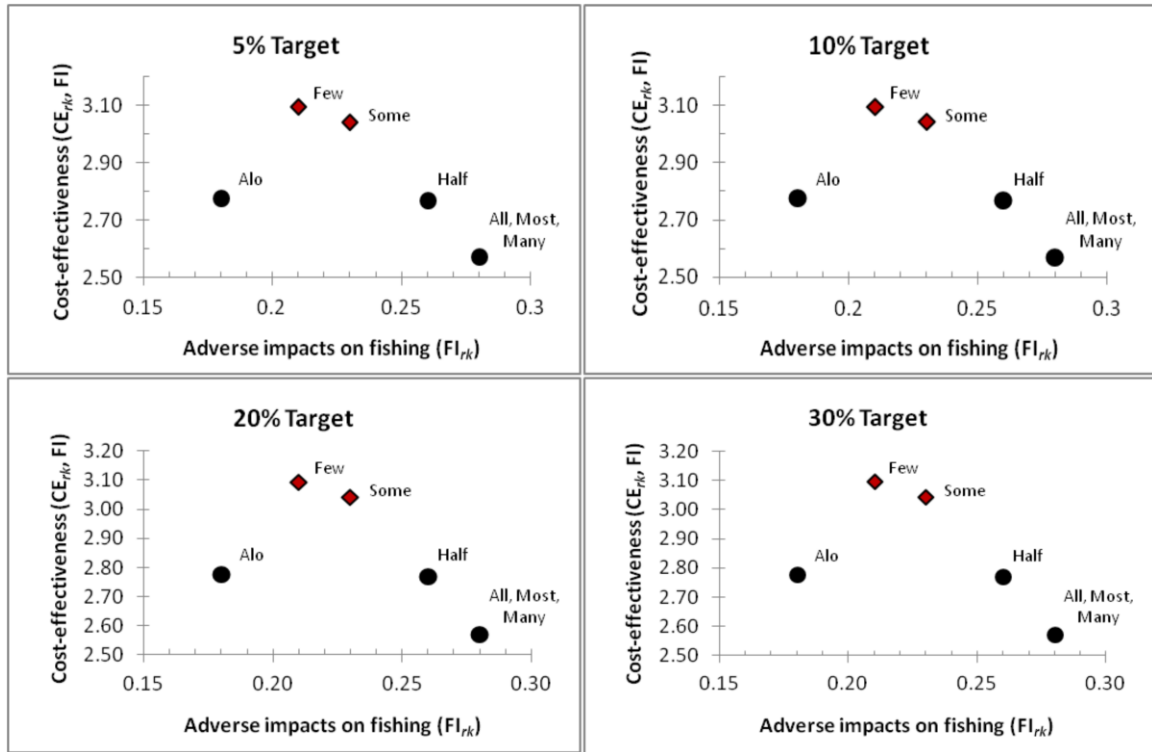 5% Target
Cost-effectiveness (CErk, FI)
3.10
2.90
2.70
2.50
Few
Some
Alo
Half
All, Most,
Many
0.15
0.2
0.25
0.3
Adverse impacts on fishing (FIrk)
10% Target
Cost-effectiveness (CErk, FI)
3.10
2.90
2.70
2.50
Few
Some
Alo
Half
All, Most,
Many
0.15
0.2
0.25
0.3
Adverse impacts on fishing (FIrk)
20% Target
Cost-effectiveness (CErk, FI)
3.20
3.10
3.00
2.90
2.80
2.70
2.60
2.50
Few
Some
Alo
Half
All, Most,
Many
0.15
0.20
0.25
0.30
Adverse impacts on fishing (FIrk)
30% Target
Cost-effectiveness (CErk, FI)
3.20
3.10
3.00
2.90
2.80
2.70
2.60
2.50
Few
Some
Alo
Half
All, Most,
Many
0.15
0.20
0.25
0.30
Adverse impacts on fishing (FIrk)